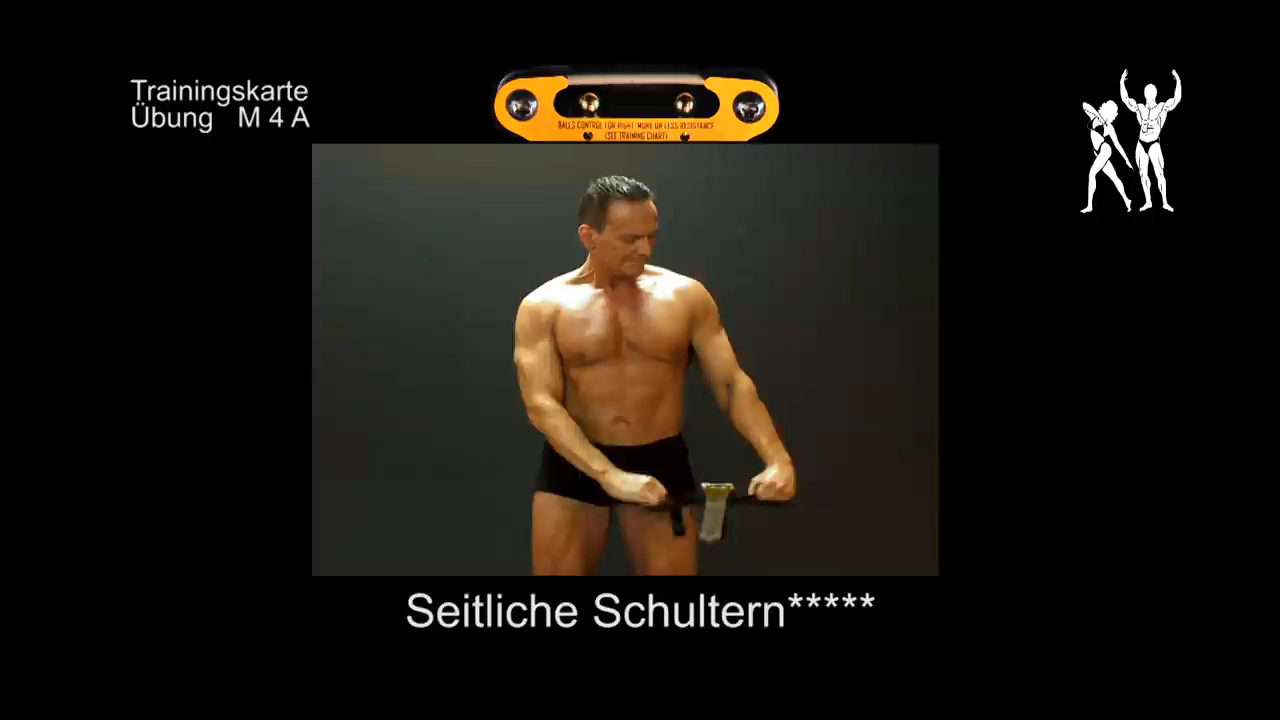 Trainingskarte
Übung M 4 A
BALLS CONTROL FOR RIGHT, MORE OR LESS RESISTANCE
(SEE TRAINING CHART)
Seitliche Schultern*****